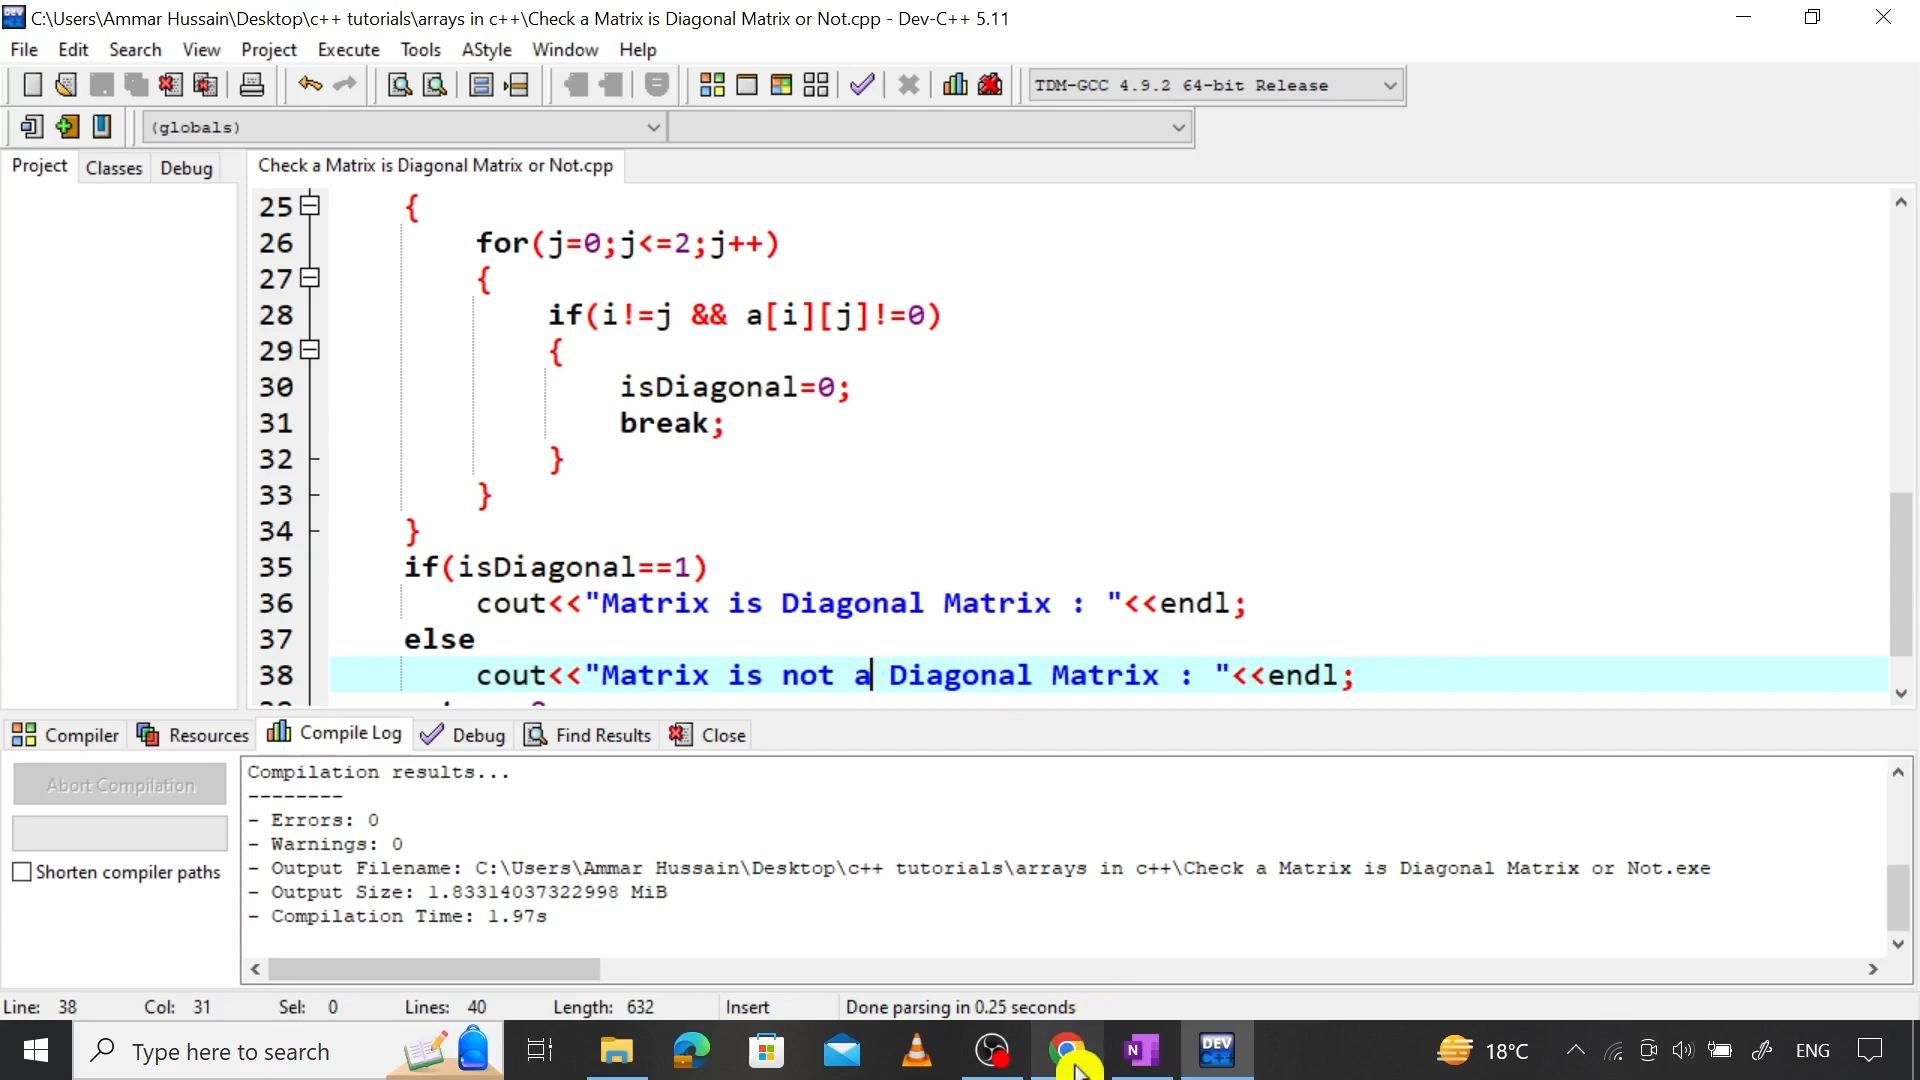 C:\Users\Ammar Hussain\Desktop\c++ tutorials\arrays in c++\Check a Matrix is Diagonal Matrix or Not.cpp - Dev-C++ 5.11
File Edit Search View Project Execute Tools AStyle Window Help
TDM-GCC 4.9.2 64-bit Release
(globals)
Project Classes Debug
Check a Matrix is Diagonal Matrix or Not.cpp
25 {
26 for(j=0;j<=2;j++)
27 {
28 if(i!=j && a[i][j]!=0)
29 {
30 isDiagonal=0;
31 break;
32 }
33 }
34 }
35 if(isDiagonal==1)
36 cout<<"Matrix is Diagonal Matrix : "<<endl;
37 else
38 cout<<"Matrix is not a Diagonal Matrix : "<<endl;
Compiler Resources Compile Log Debug Find Results Close
Abort Compilation
Shorten compiler paths
Compilation results...
--------
- Errors: 0
- Warnings: 0
- Output Filename: C:\Users\Ammar Hussain\Desktop\c++ tutorials\arrays in c++\Check a Matrix is Diagonal Matrix or Not.exe
- Output Size: 1.83314037322998 MiB
- Compilation Time: 1.97s
Line: 38 Col: 31 Sel: 0 Lines: 40 Length: 632 Insert Done parsing in 0.25 seconds
Type here to search
N
DEV C++
18°C
ENG